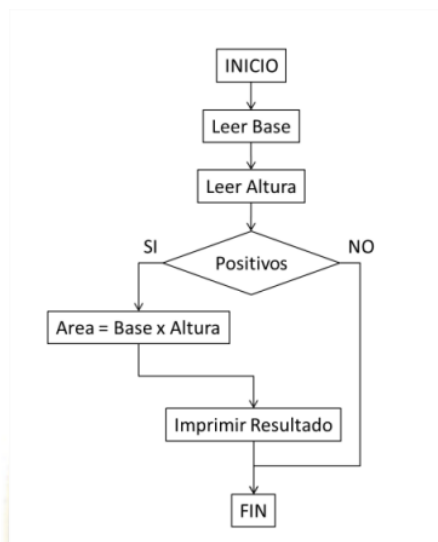 INICIO
Leer Base
Leer Altura
SI
NO
Positivos
Area = Base x Altura
Imprimir Resultado
FIN